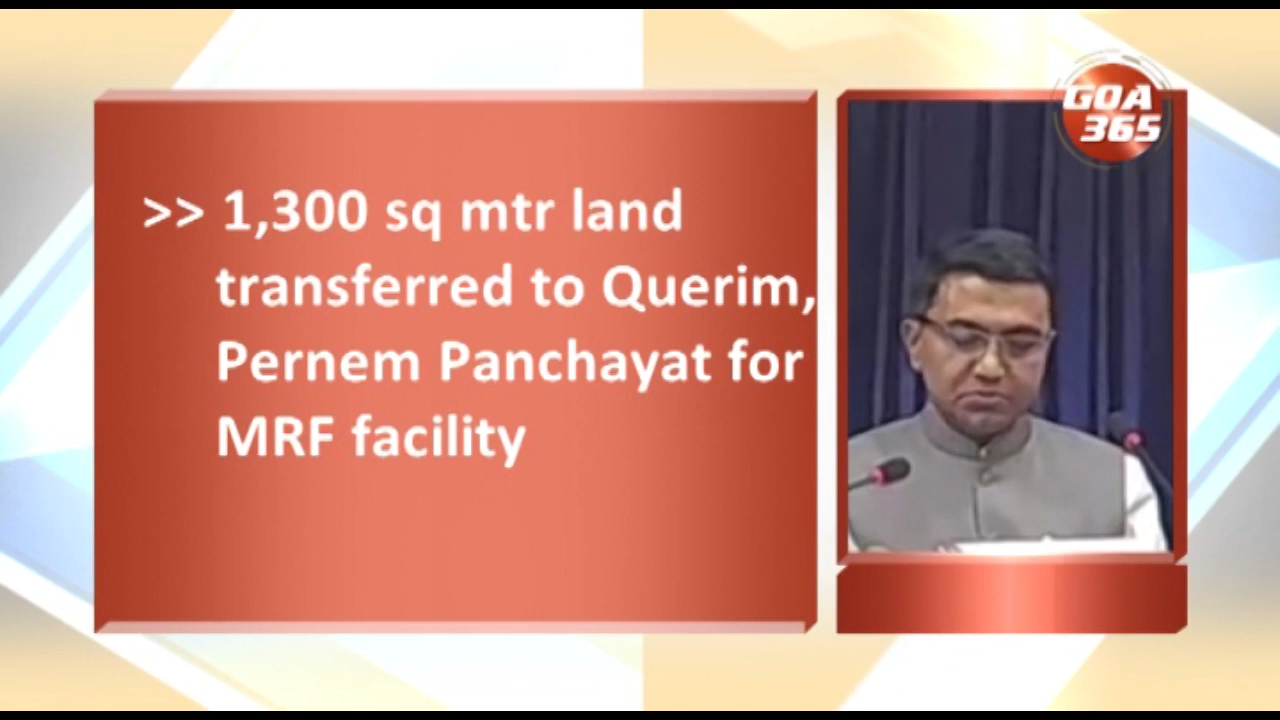 GOA
365
>> 1,300 sq mtr land
transferred to Querim,
Pernem Panchayat for
MRF facility